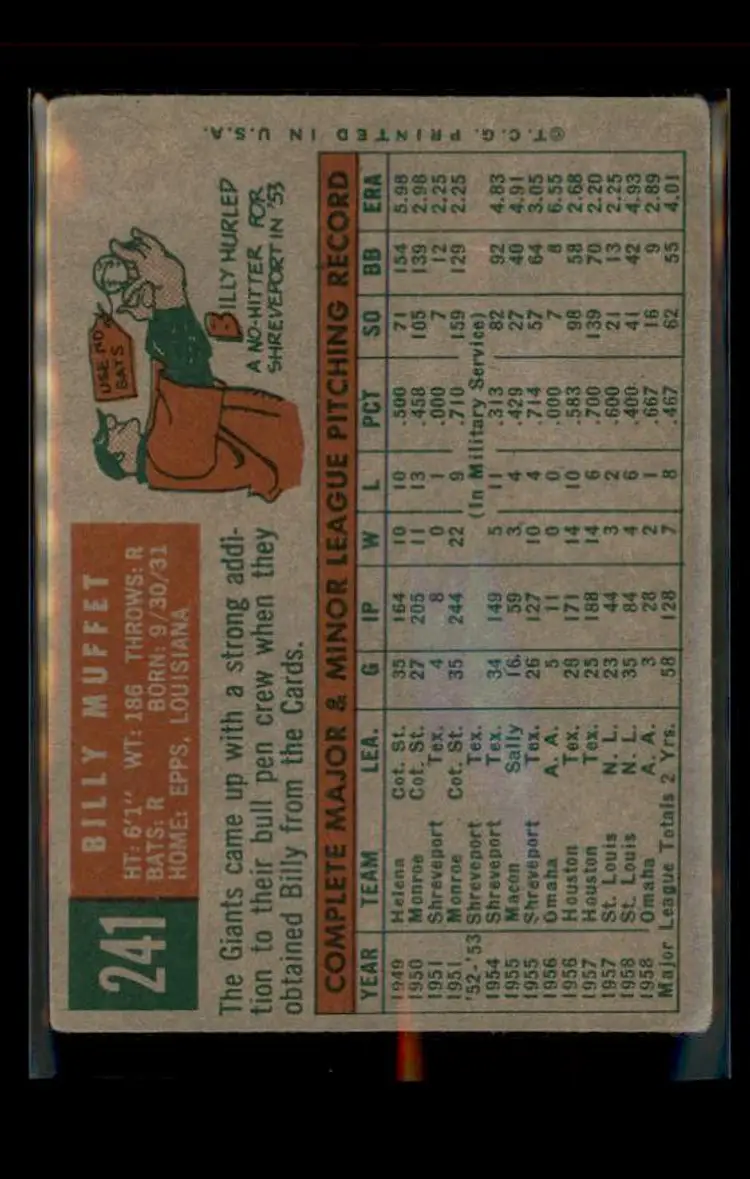 241
BILLY MUFFET
HT: 6'1" WT: 186 THROWS: R
BATS: R BORN: 9/30/31
HOME: EPPS, LOUISIANA
The Giants came up with a strong addi-
tion to their bull pen crew when they
obtained Billy from the Cards.
USE NO
BATS
BILLY HURLED
A NO-HITTER FOR
SHREVEPORT IN '53
COMPLETE MAJOR & MINOR LEAGUE PITCHING RECORD
YEAR TEAM LEA. G IP W L PCT SO BB ERA
1949 Helena Cot. St. 35 164 10 10 .500 71 154 5.98
1950 Monroe Cot. St. 27 205 11 13 .458 105 139 2.98
1951 Shreveport Tex. 4 8 0 1 .000 7 12 2.25
1951 Monroe Cot. St. 35 244 22 9 .710 159 129 2.25
'52-'53 Shreveport Tex. (In Military Service)
1954 Shreveport Tex. 34 149 5 11 .313 82 92 4.83
1955 Macon Sally 16 59 3 4 .429 27 40 4.91
1955 Shreveport Tex. 26 127 10 4 .714 57 64 3.05
1956 Omaha A. A. 5 11 0 0 .000 7 8 6.55
1956 Houston Tex. 28 171 14 10 .583 98 58 2.68
1957 Houston Tex. 25 188 14 6 .700 139 70 2.20
1957 St. Louis N. L. 23 44 3 2 .600 21 13 2.25
1958 St. Louis N. L. 35 84 4 6 .400 41 42 4.93
1958 Omaha A. A. 3 28 2 1 .667 16 9 2.89
Major League Totals 2 Yrs. 58 128 7 8 .467 62 55 4.01
©T.C.G. PRINTED IN U.S.A.